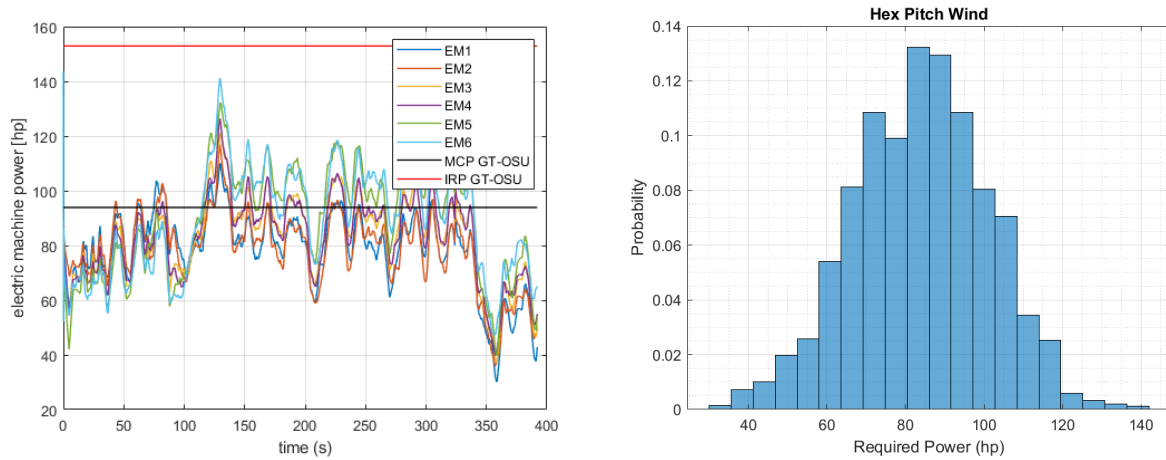 160
140
120
100
80
60
40
20
electric machine power [hp]
EM1
EM2
EM3
EM4
EM5
EM6
MCP GT-OSU
IRP GT-OSU
0 50 100 150 200 250 300 350 400
time (s)
Hex Pitch Wind
0.14
0.12
0.1
0.08
0.06
0.04
0.02
0
Probability
40 60 80 100 120 140
Required Power (hp)